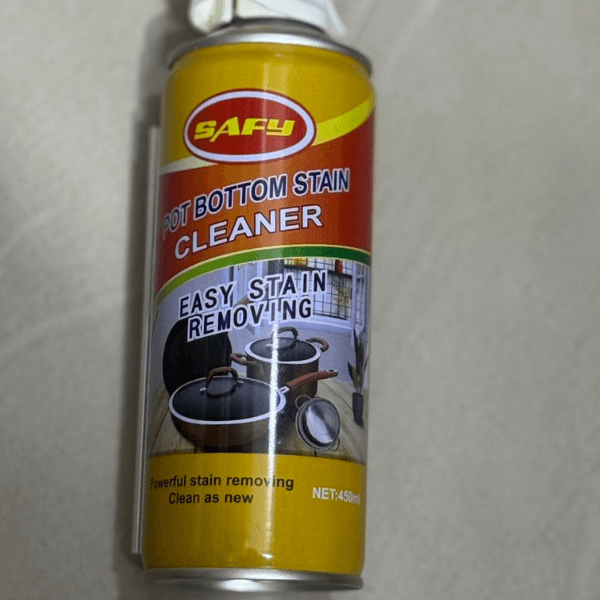 SAFY
POT BOTTOM STAIN
CLEANER
EASY STAIN
REMOVING
Powerful stain removing
Clean as new
NET:450ml